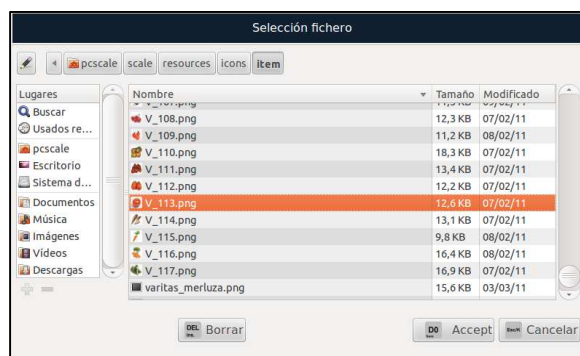 Selección fichero
pcscale scale resources icons item
Lugares Nombre Tamaño Modificado
Buscar
Usados re...
pcscale
Escritorio
Sistema d...
Documentos
Música
Imágenes
Vídeos
Descargas
V_108.png 12,3 KB 07/02/11
V_109.png 11,2 KB 08/02/11
V_110.png 18,3 KB 07/02/11
V_111.png 13,4 KB 07/02/11
V_112.png 12,2 KB 07/02/11
V_113.png 12,6 KB 07/02/11
V_114.png 13,1 KB 07/02/11
V_115.png 9,8 KB 08/02/11
V_116.png 16,4 KB 08/02/11
V_117.png 16,9 KB 07/02/11
varitas_merluza.png 15,6 KB 03/03/11
DEL Borrar D0 Accept Cancelar